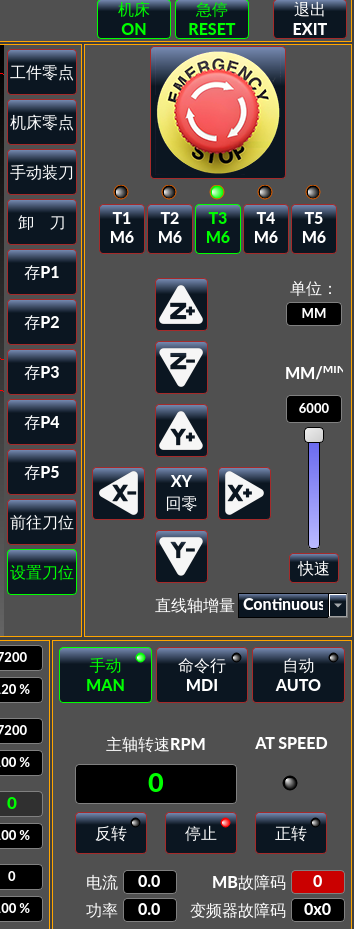 机床
ON
急停
RESET
退出
EXIT
工件零点
机床零点
手动装刀
卸 刀
存P1
存P2
存P3
存P4
存P5
前往刀位
设置刀位
EMERGENCY
STOP
T1
M6
T2
M6
T3
M6
T4
M6
T5
M6
Z+
Z-
Y+
X-
XY
回零
X+
Y-
单位：
MM
MM/MIN
6000
快速
直线轴增量 Continuous
7200
20 %
7200
00 %
0
00 %
0
00 %
手动
MAN
命令行
MDI
自动
AUTO
主轴转速RPM
AT SPEED
0
反转
停止
正转
电流 0.0
MB故障码 0
功率 0.0
变频器故障码 0x0